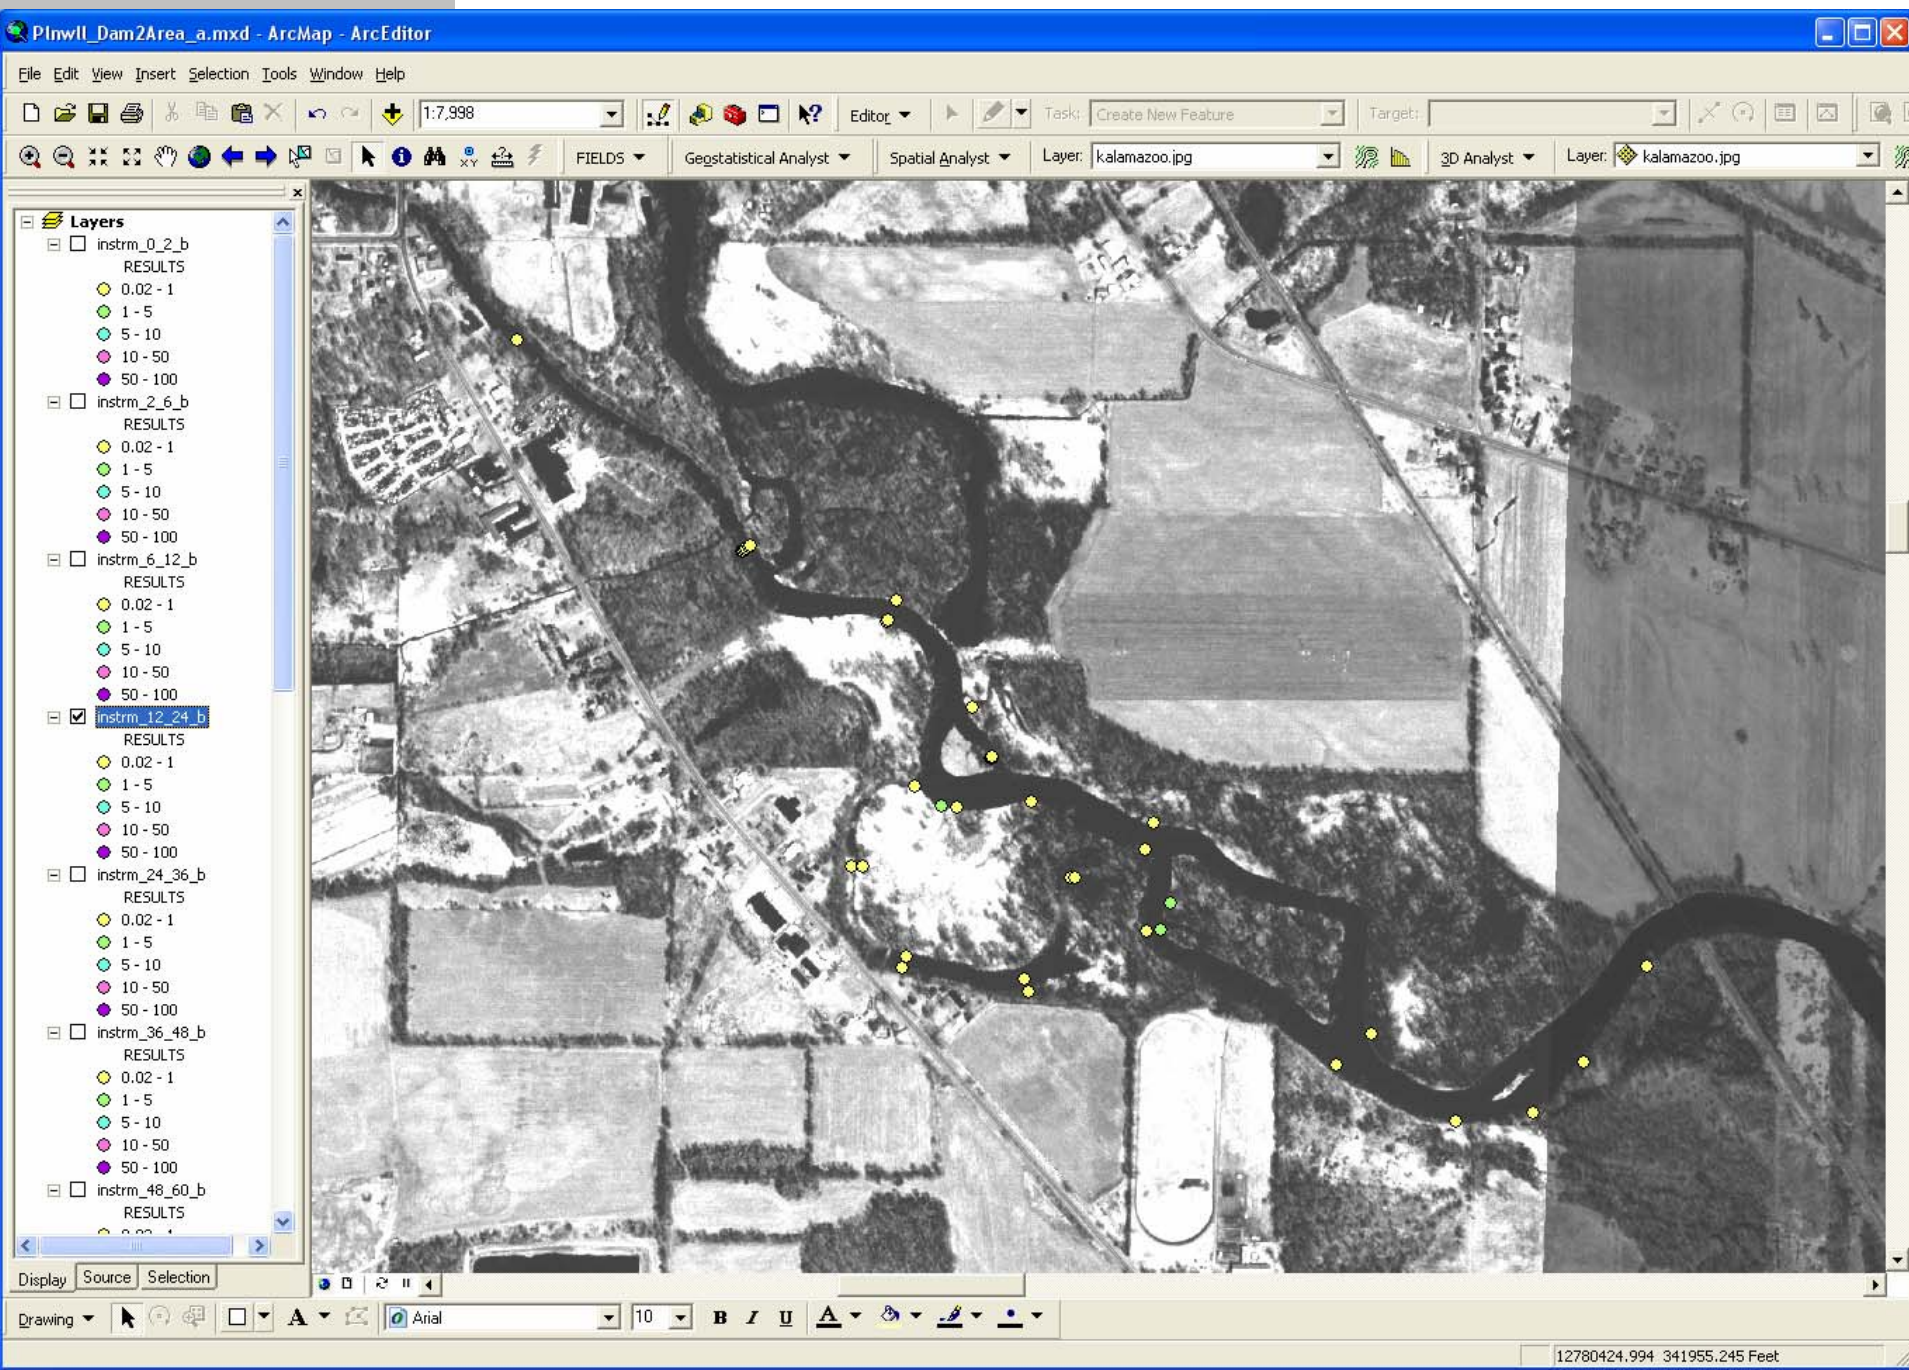 PInwll_Dam2Area_a.mxd - ArcMap - ArcEditor
File Edit View Insert Selection Tools Window Help
1:7,998 Editor Task: Create New Feature Target:
FIELDS Geostatistical Analyst Spatial Analyst Layer: kalamazoo.jpg 3D Analyst Layer: kalamazoo.jpg
Layers
instrm_0_2_b
RESULTS
0.02 - 1
1 - 5
5 - 10
10 - 50
50 - 100
instrm_2_6_b
RESULTS
0.02 - 1
1 - 5
5 - 10
10 - 50
50 - 100
instrm_6_12_b
RESULTS
0.02 - 1
1 - 5
5 - 10
10 - 50
50 - 100
instrm_12_24_b
RESULTS
0.02 - 1
1 - 5
5 - 10
10 - 50
50 - 100
instrm_24_36_b
RESULTS
0.02 - 1
1 - 5
5 - 10
10 - 50
50 - 100
instrm_36_48_b
RESULTS
0.02 - 1
1 - 5
5 - 10
10 - 50
50 - 100
instrm_48_60_b
RESULTS
Display Source Selection
Drawing A Arial 10 B I U A
12780424.994 341955.245 Feet